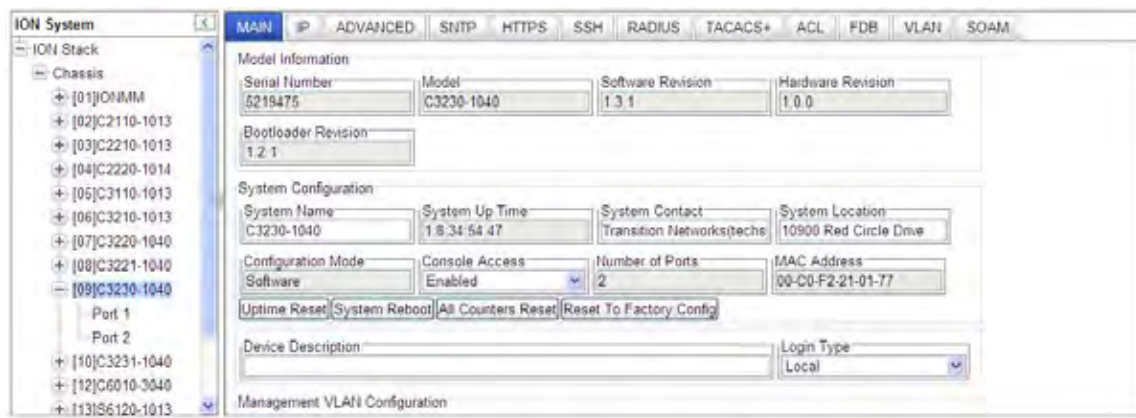 ION System
ION Stack
Chassis
[01]IONMM
[02]C2110-1013
[03]C2210-1013
[04]C2220-1014
[05]C3110-1013
[06]C3210-1013
[07]C3220-1040
[08]C3221-1040
[09]C3230-1040
Port 1
Port 2
[10]C3231-1040
[12]C6010-3040
[13]S6120-1013
MAIN IP ADVANCED SNTP HTTPS SSH RADIUS TACACS+ ACL FDB VLAN SOAM
Model Information
Serial Number Model Software Revision Hardware Revision
5219475 C3230-1040 1.3.1 1.0.0
Bootloader Revision
1.2.1
System Configuration
System Name System Up Time System Contact System Location
C3230-1040 1:8:34:54.47 Transition Networks(techs 10900 Red Circle Drive
Configuration Mode Console Access Number of Ports MAC Address
Software Enabled 2 00-C0-F2-21-01-77
Uptime Reset System Reboot All Counters Reset Reset To Factory Config
Device Description Login Type
Local
Management VLAN Configuration